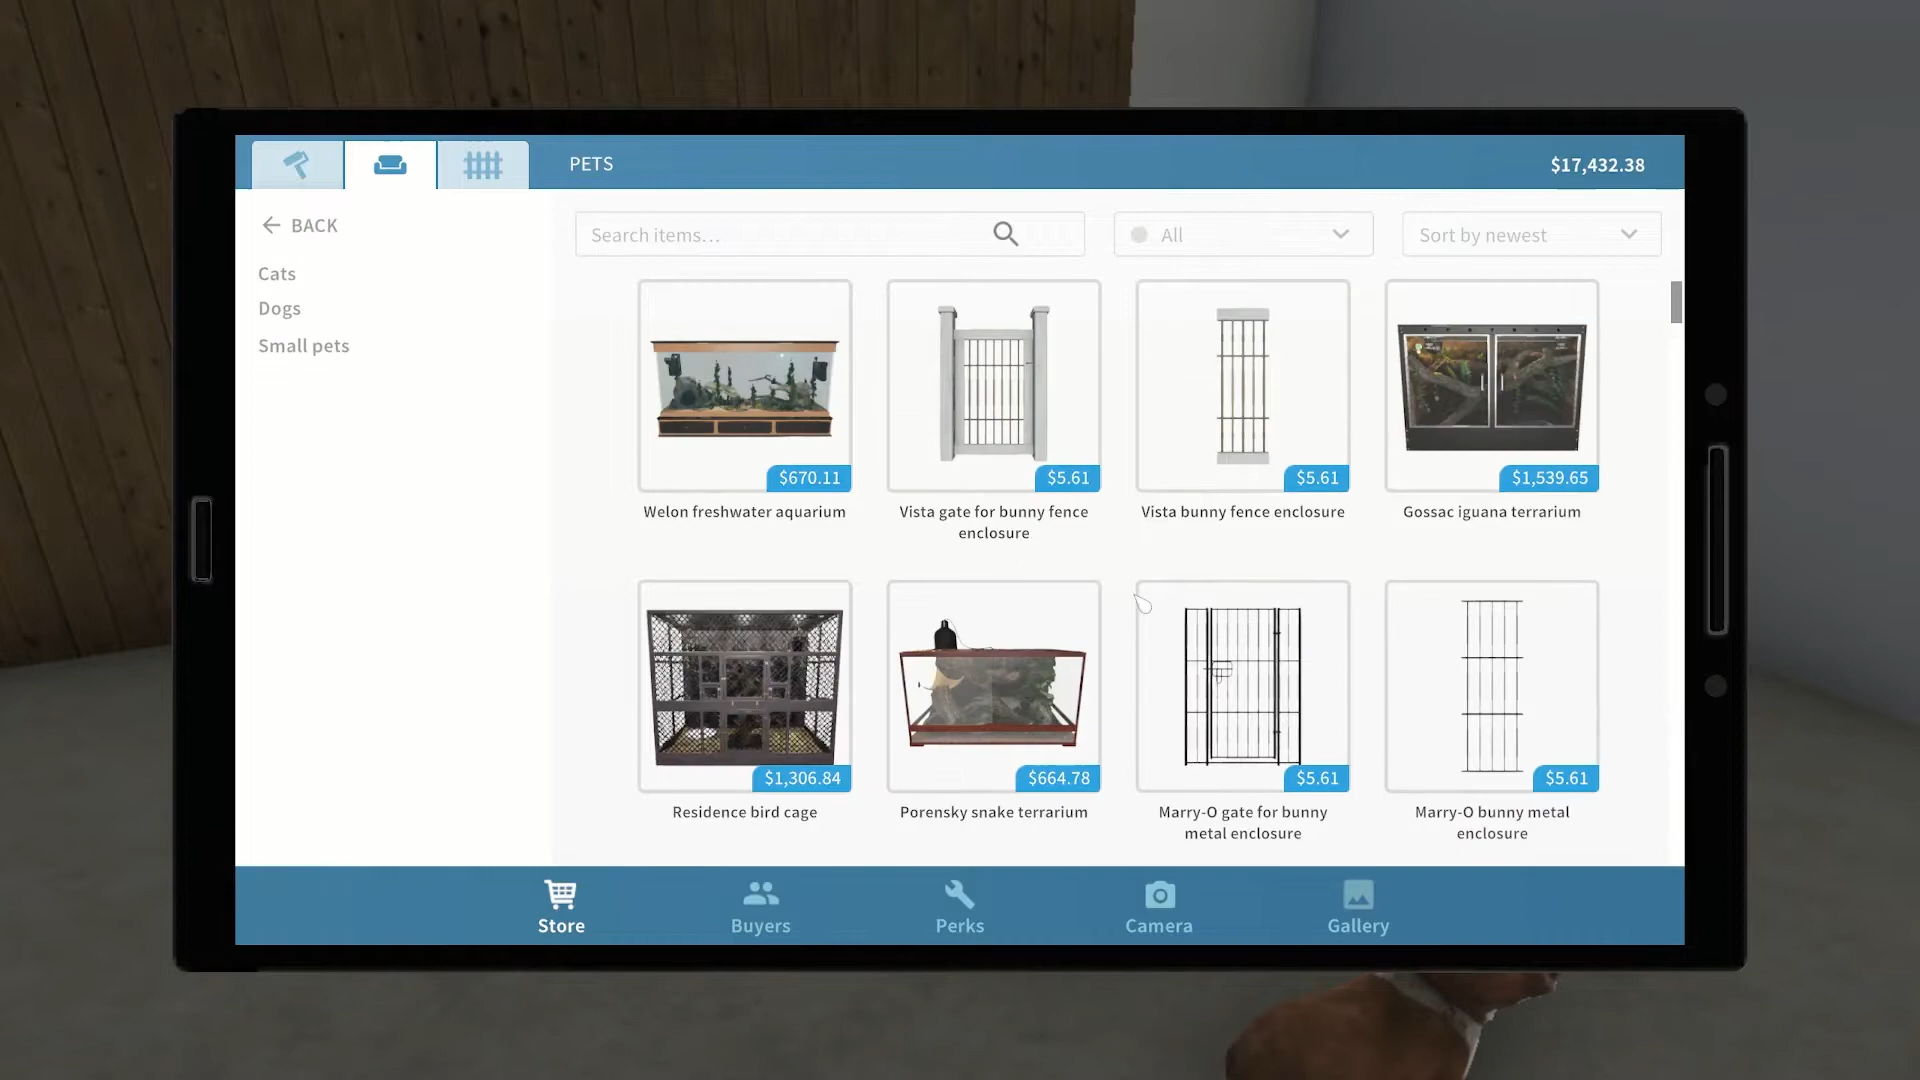 PETS
$17,432.38
BACK
Cats
Dogs
Small pets
Search items...
All
Sort by newest
$670.11
Welon freshwater aquarium
$5.61
Vista gate for bunny fence
enclosure
$5.61
Vista bunny fence enclosure
$1,539.65
Gossac iguana terrarium
$1,306.84
Residence bird cage
$664.78
Porensky snake terrarium
$5.61
Marry-O gate for bunny
metal enclosure
$5.61
Marry-O bunny metal
enclosure
Store
Buyers
Perks
Camera
Gallery